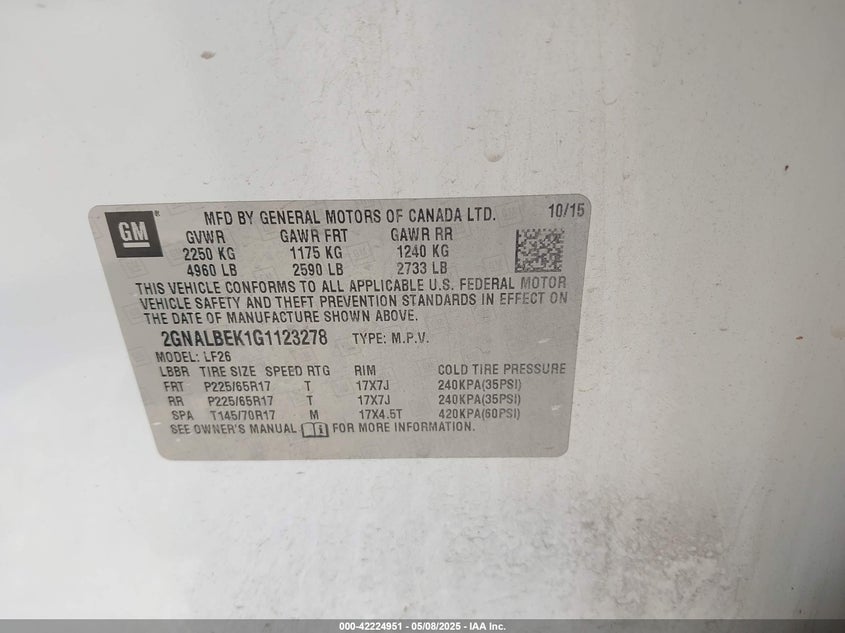 GM ®
MFD BY GENERAL MOTORS OF CANADA LTD. 10/15
GVWR GAWR FRT GAWR RR
2250 KG 1175 KG 1240 KG
4960 LB 2590 LB 2733 LB
THIS VEHICLE CONFORMS TO ALL APPLICABLE U.S. FEDERAL MOTOR
VEHICLE SAFETY AND THEFT PREVENTION STANDARDS IN EFFECT ON
THE DATE OF MANUFACTURE SHOWN ABOVE.
2GNALBEK1G1123278 TYPE: M.P.V.
MODEL: LF26
LBBR TIRE SIZE SPEED RTG RIM COLD TIRE PRESSURE
FRT P225/65R17 T 17X7J 240KPA(35PSI)
RR P225/65R17 T 17X7J 240KPA(35PSI)
SPA T145/70R17 M 17X4.5T 420KPA(60PSI)
SEE OWNER'S MANUAL FOR MORE INFORMATION.
000-42224951 - 05/08/2025 - IAA Inc.